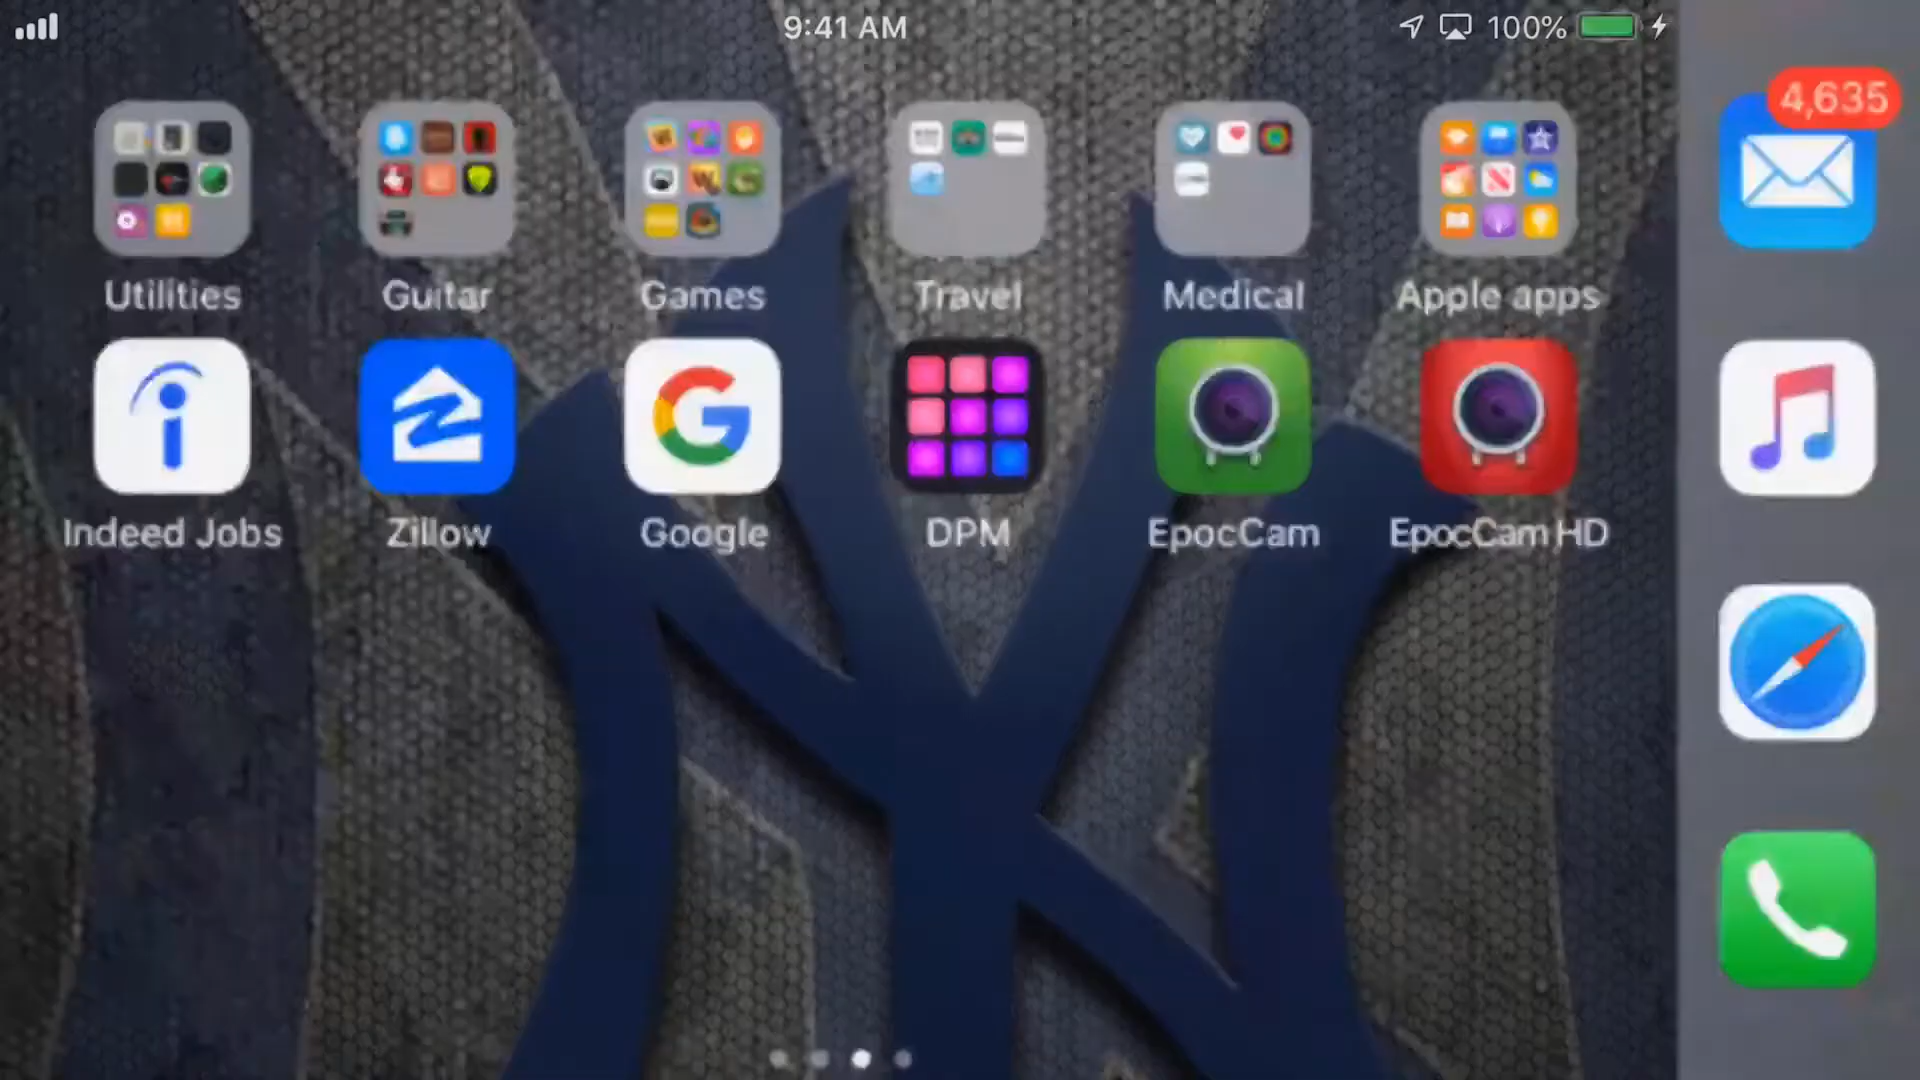 9:41 AM
100%
4,635
Utilities
Guitar
Games
Travel
Medical
Apple apps
Indeed Jobs
Zillow
Google
DPM
EpocCam
EpocCam HD